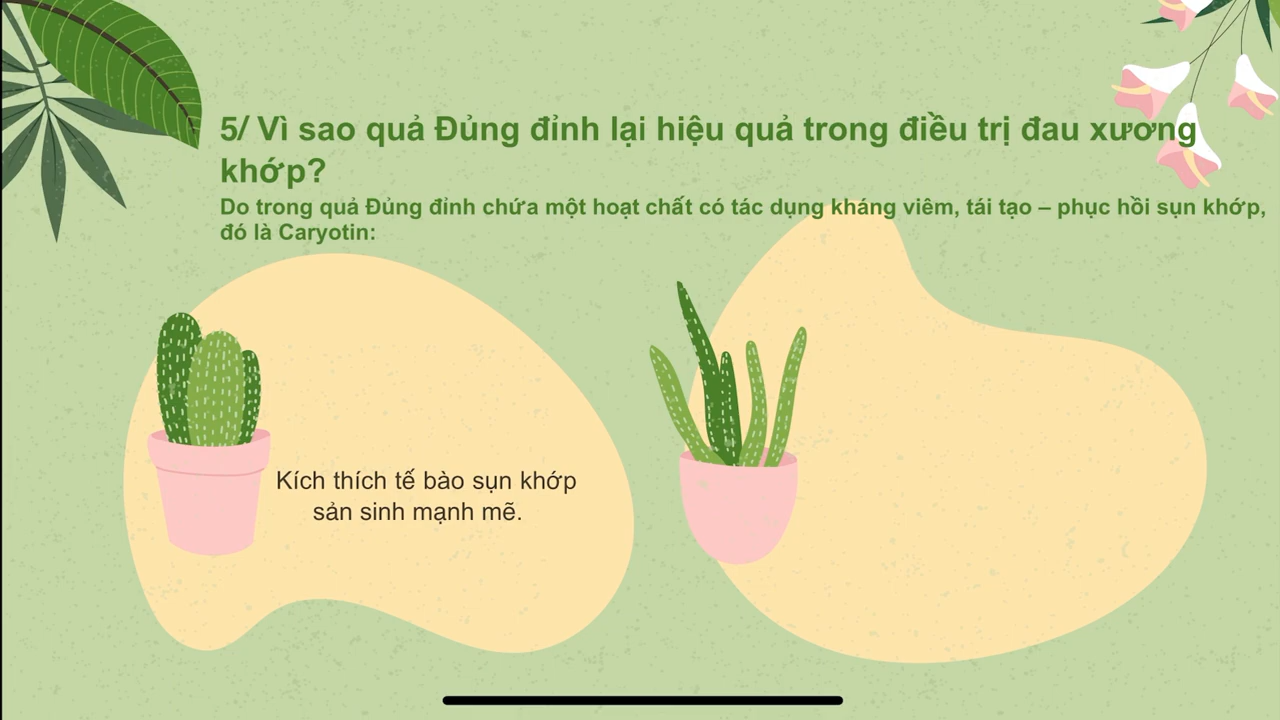 5/ Vì sao quả Đủng đỉnh lại hiệu quả trong điều trị đau xương
khớp?
Do trong quả Đủng đỉnh chứa một hoạt chất có tác dụng kháng viêm, tái tạo – phục hồi sụn khớp,
đó là Caryotin:
Kích thích tế bào sụn khớp
sản sinh mạnh mẽ.